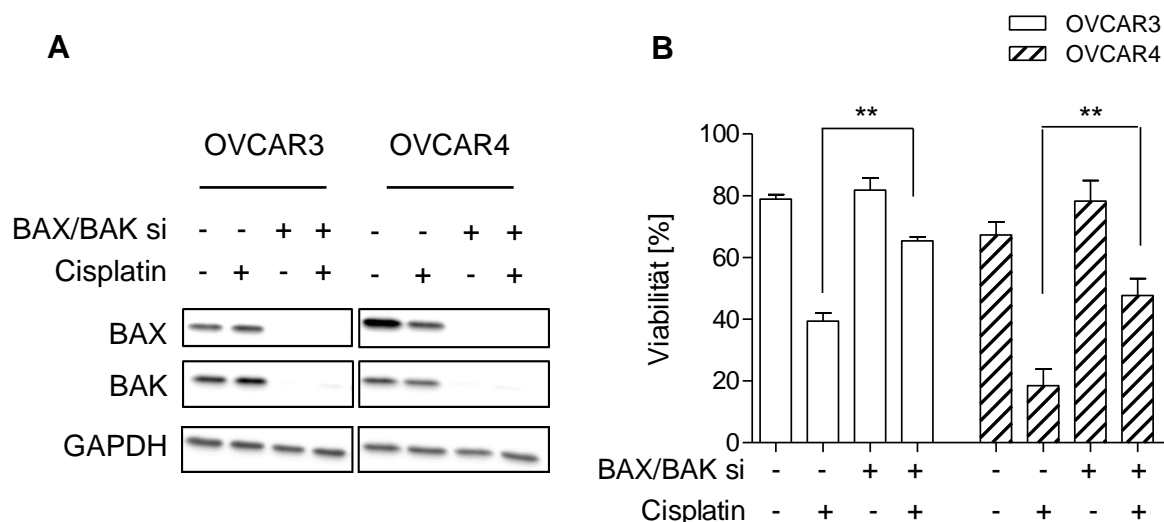 A
OVCAR3 OVCAR4
BAX/BAK si - - + + - - + +
Cisplatin - + - + - + - +
BAX
BAK
GAPDH
B
OVCAR3
OVCAR4
** **
Viabilität [%]
100
80
60
40
20
0
BAX/BAK si - - + + - - + +
Cisplatin - + - + - + - +